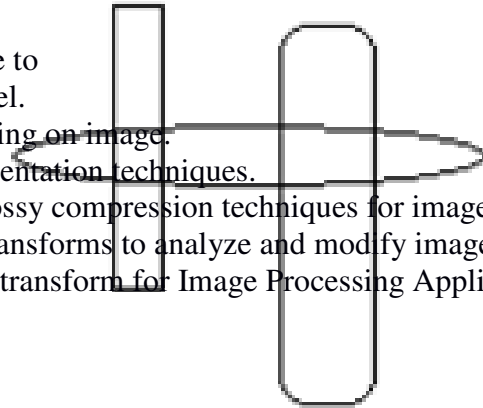 e to
el.
ing on image.
entation techniques.
ossy compression techniques for image
ansforms to analyze and modify image
transform for Image Processing Appli